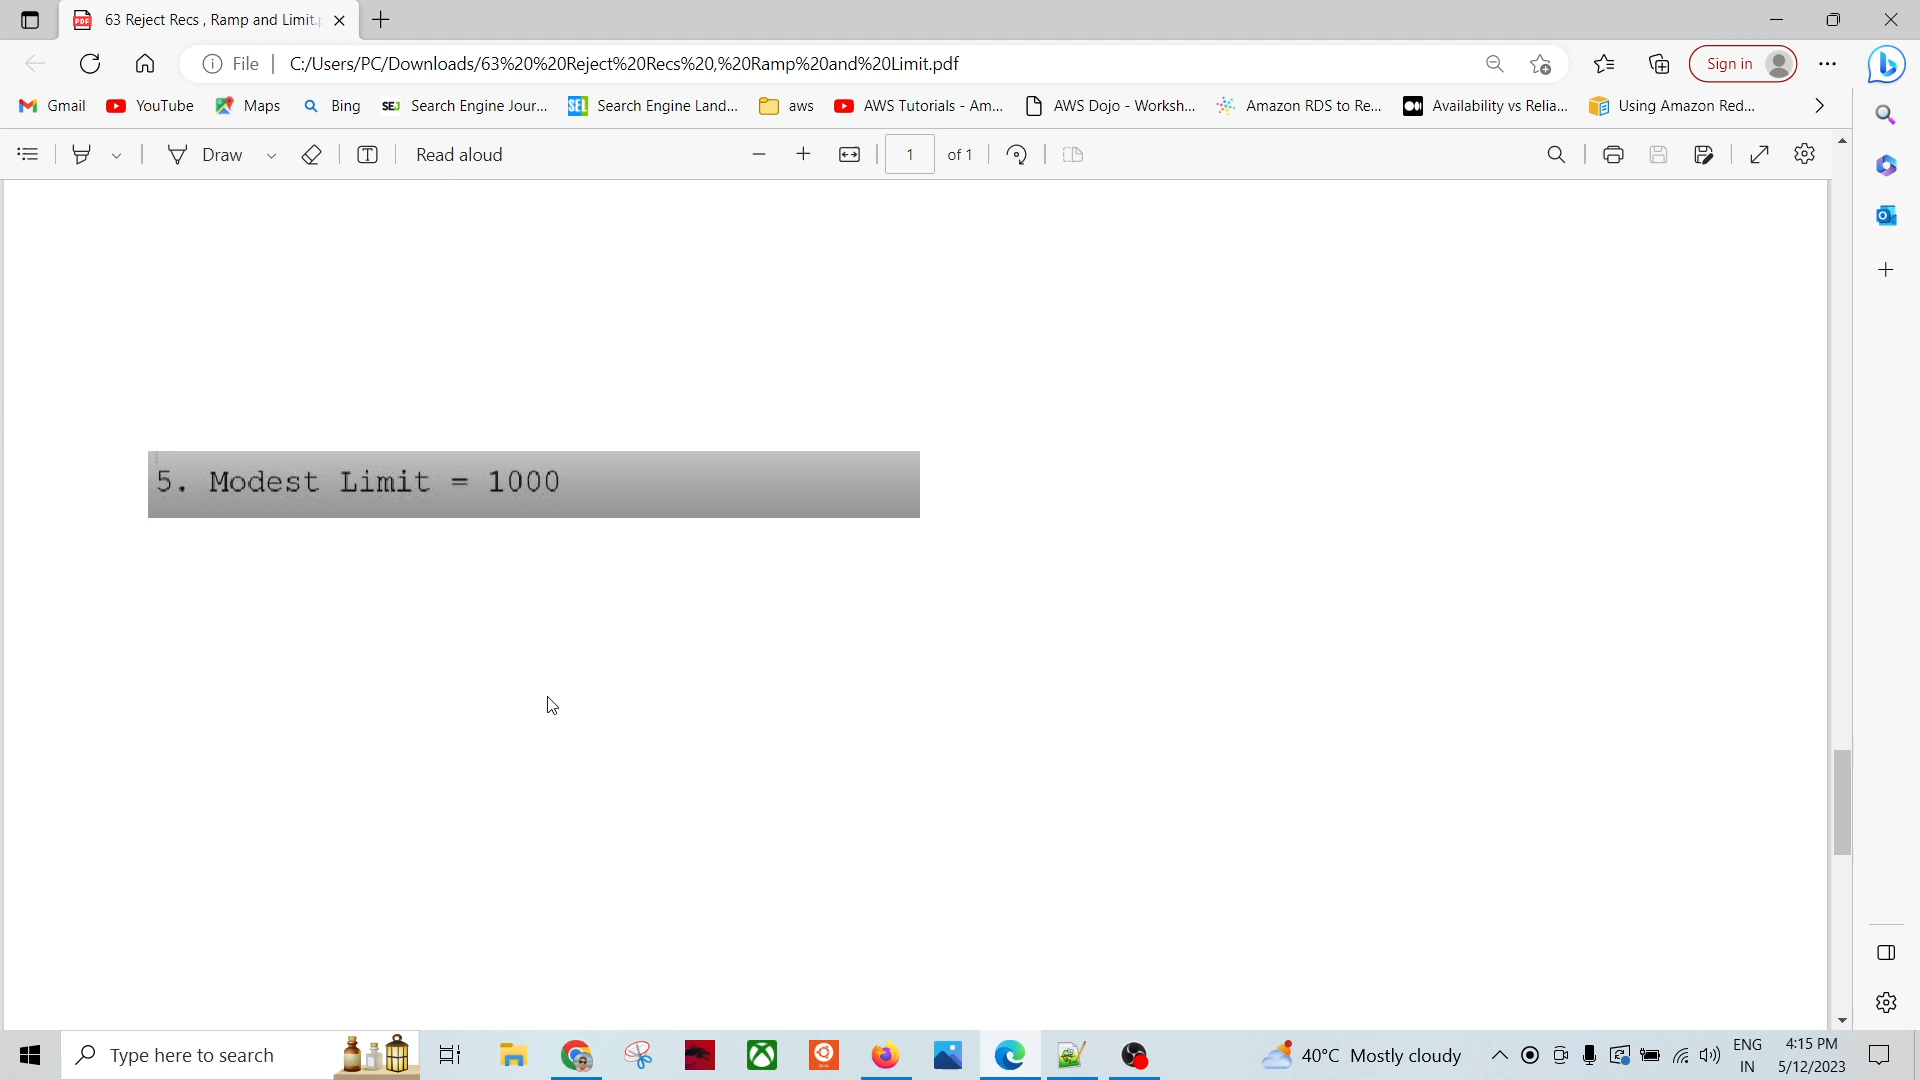 63 Reject Recs , Ramp and Limit.p
File
C:/Users/PC/Downloads/63%20%20Reject%20Recs%20,%20Ramp%20and%20Limit.pdf
Sign in
Gmail
YouTube
Maps
Bing
SEJ Search Engine Jour...
SEL Search Engine Land...
aws
AWS Tutorials - Am...
AWS Dojo - Worksh...
Amazon RDS to Re...
Availability vs Relia...
Using Amazon Red...
Draw
Read aloud
1 of 1
5. Modest Limit = 1000
Type here to search
40°C Mostly cloudy
ENG
IN
4:15 PM
5/12/2023